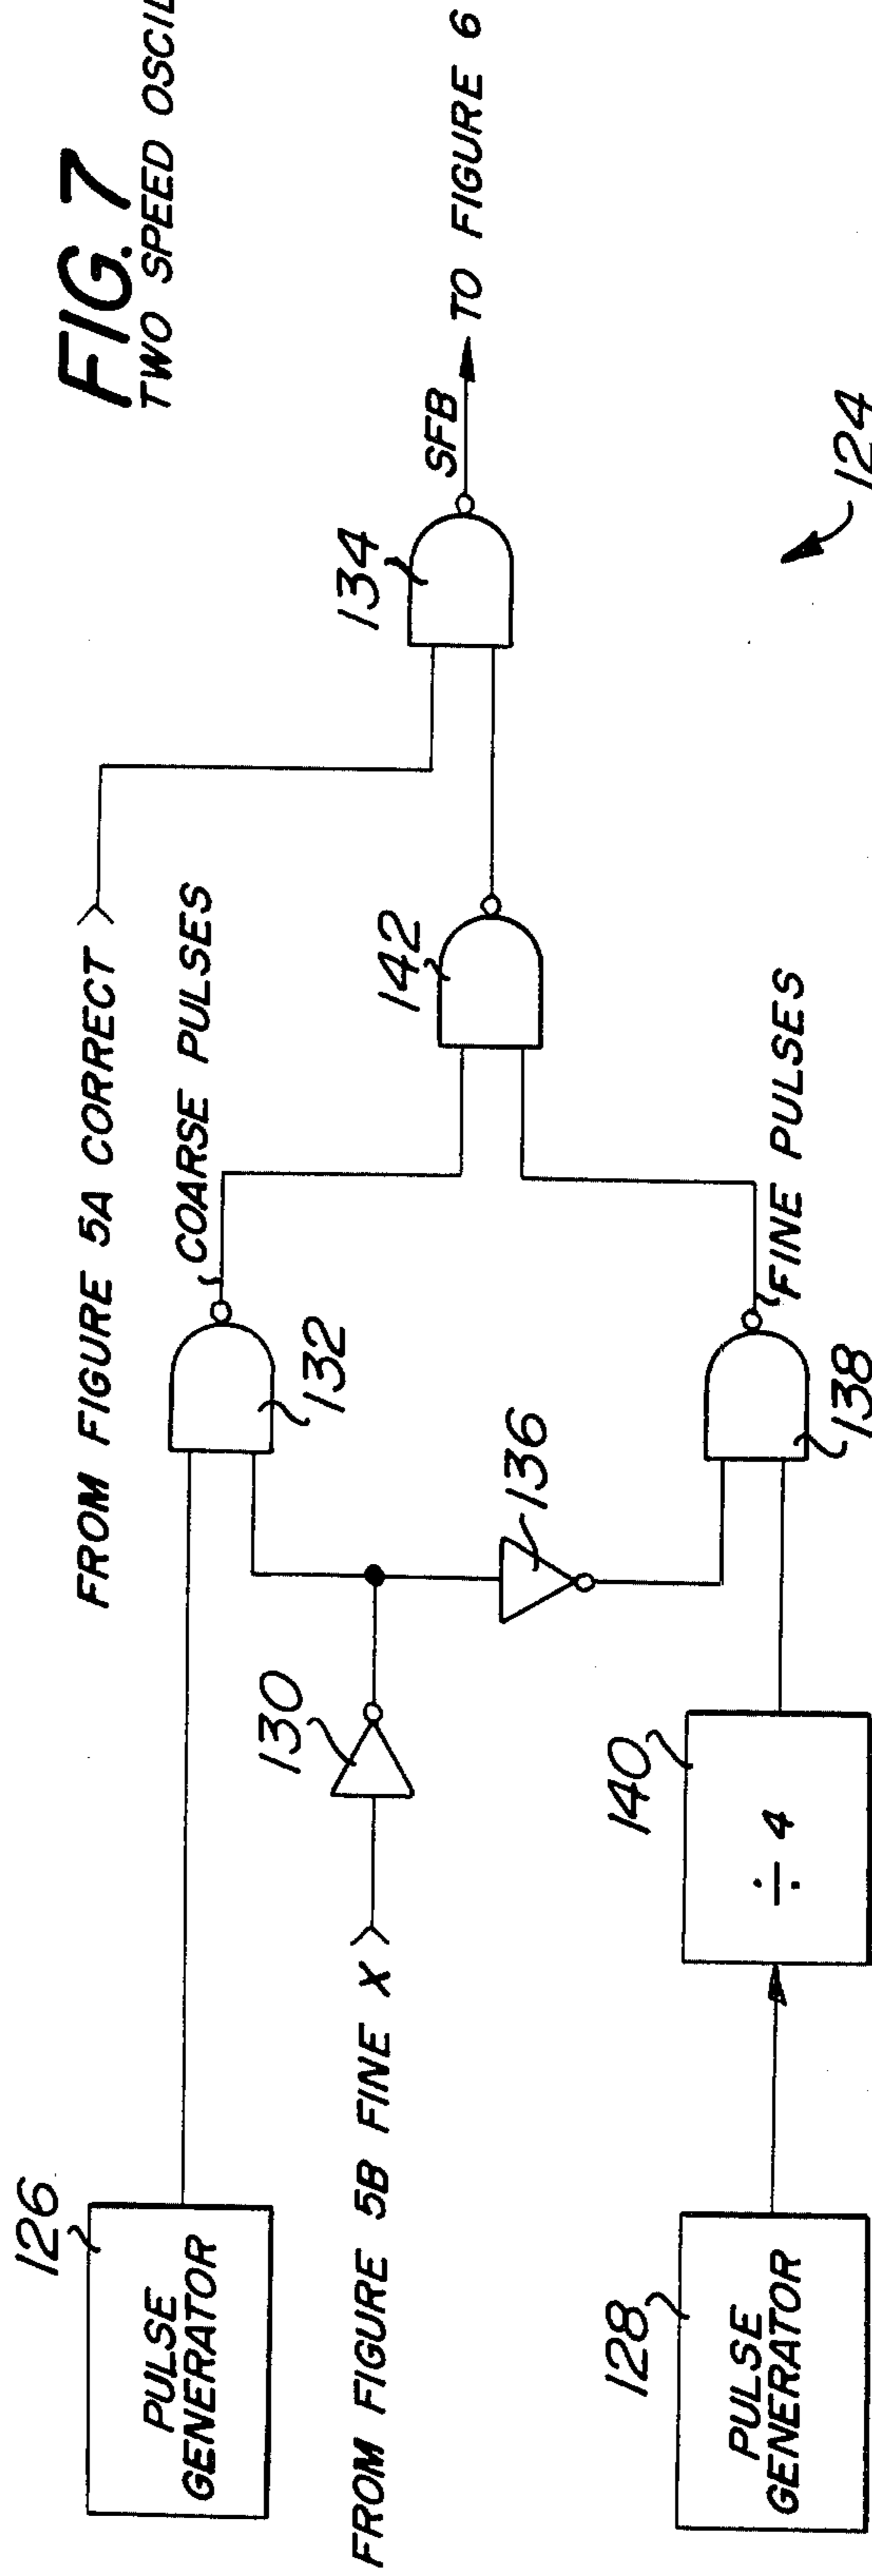 FIG. 7
TWO SPEED OSCIL
FROM FIGURE 5A CORRECT
COARSE PULSES
126
PULSE
GENERATOR
132
134
SFB
TO FIGURE 6
142
130
FROM FIGURE 5B FINE X
136
128
PULSE
GENERATOR
140
÷ 4
138
FINE PULSES
124